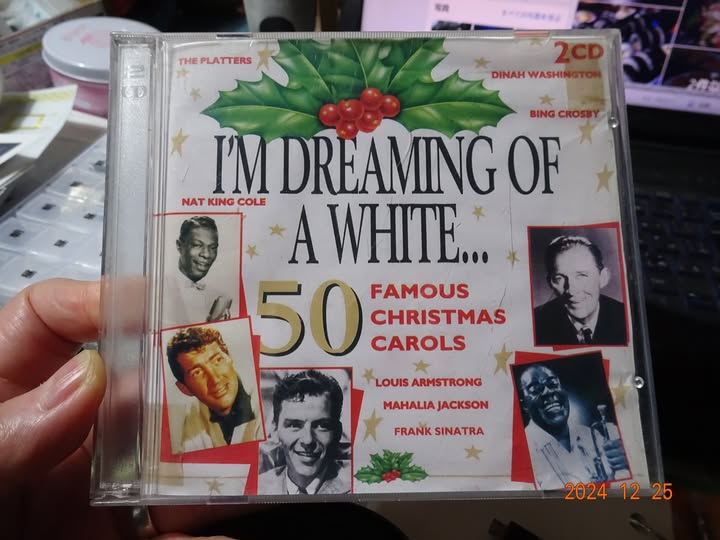 THE PLATTERS
2CD
DINAH WASHINGTON
BING CROSBY
I'M DREAMING OF
A WHITE...
NAT KING COLE
50 FAMOUS
CHRISTMAS
CAROLS
LOUIS ARMSTRONG
MAHALIA JACKSON
FRANK SINATRA
2024 12 25